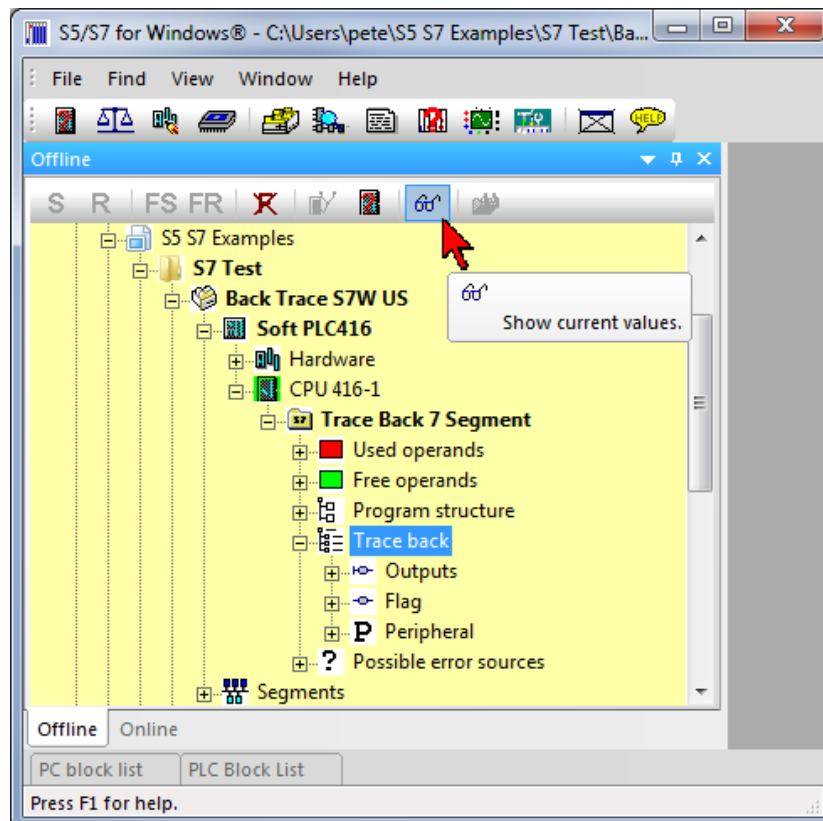 S5/S7 for Windows® - C:\Users\pete\S5 S7 Examples\S7 Test\Ba...
File Find View Window Help
HELP
Offline
S R FS FR R
S5 S7 Examples
S7 Test
Show current values.
Back Trace S7W US
Soft PLC416
Hardware
CPU 416-1
S7 Trace Back 7 Segment
Used operands
Free operands
Program structure
Trace back
Outputs
Flag
P Peripheral
? Possible error sources
Segments
Offline Online
PC block list PLC Block List
Press F1 for help.